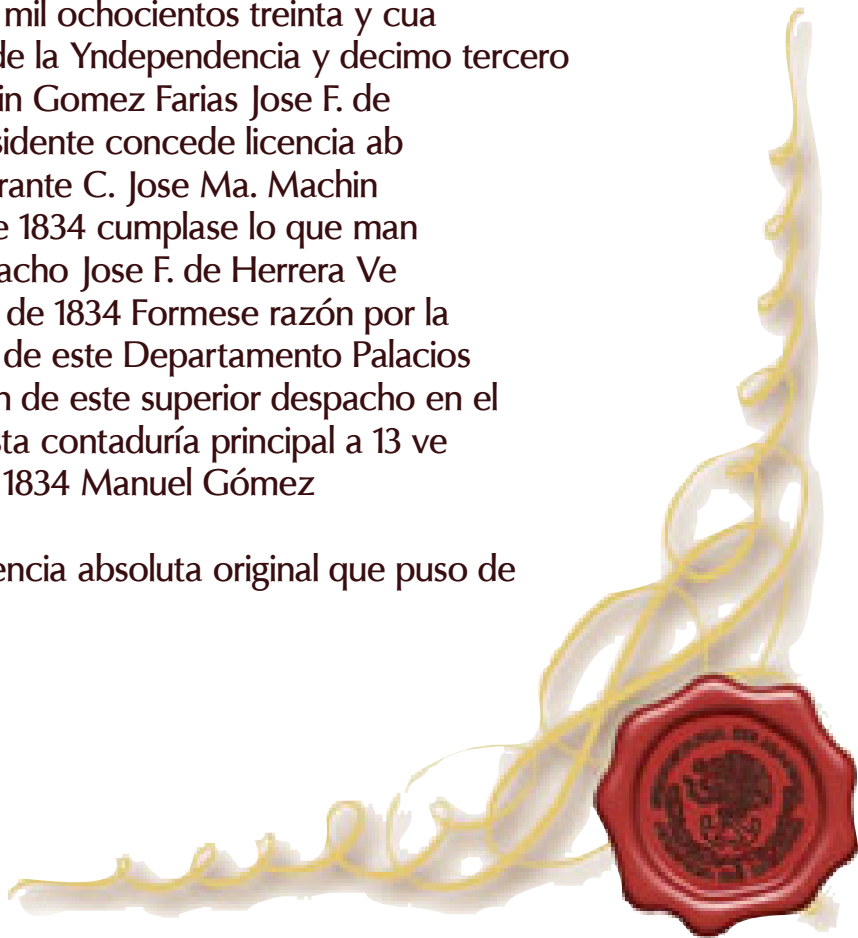 mil ochocientos treinta y cua
de la Yndependencia y decimo tercero
in Gomez Farias Jose F. de
sidente concede licencia ab
rante C. Jose Ma. Machin
e 1834 cumplase lo que man
acho Jose F. de Herrera Ve
de 1834 Formese razón por la
de este Departamento Palacios
n de este superior despacho en el
sta contaduría principal a 13 ve
1834 Manuel Gómez
encia absoluta original que puso de